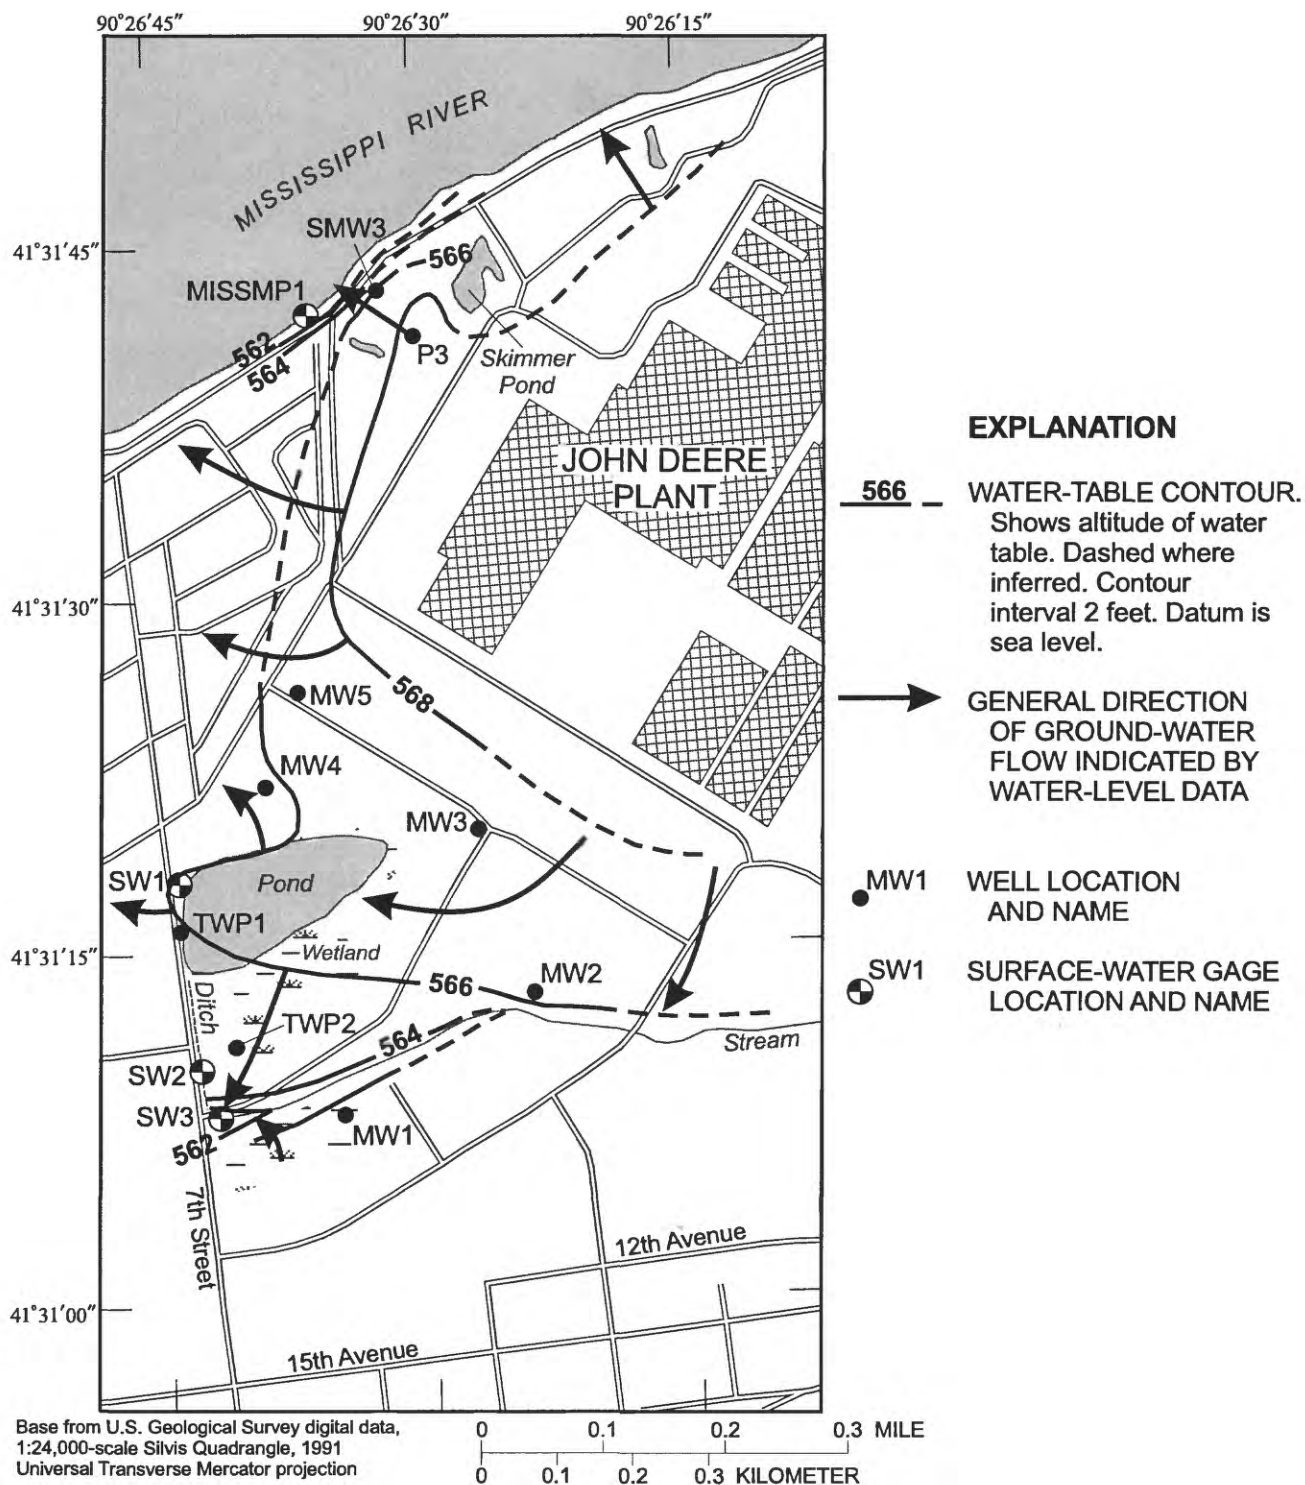 90°26'45" 90°26'30" 90°26'15"
MISSISSIPPI RIVER
SMW3
41°31'45"
566
MISSMP1
P3
562
564
Skimmer
Pond
JOHN DEERE
PLANT
41°31'30"
MW5
568
MW4
MW3
SW1
Pond
TWP1
41°31'15"
Wetland
MW2
566
Ditch
TWP2
564
Stream
SW2
SW3
MW1
562
7th Street
12th Avenue
41°31'00"
15th Avenue
EXPLANATION
566
WATER-TABLE CONTOUR.
Shows altitude of water
table. Dashed where
inferred. Contour
interval 2 feet. Datum is
sea level.
GENERAL DIRECTION
OF GROUND-WATER
FLOW INDICATED BY
WATER-LEVEL DATA
MW1
WELL LOCATION
AND NAME
SW1
SURFACE-WATER GAGE
LOCATION AND NAME
Base from U.S. Geological Survey digital data,
1:24,000-scale Silvis Quadrangle, 1991
Universal Transverse Mercator projection
0 0.1 0.2 0.3 MILE
0 0.1 0.2 0.3 KILOMETER